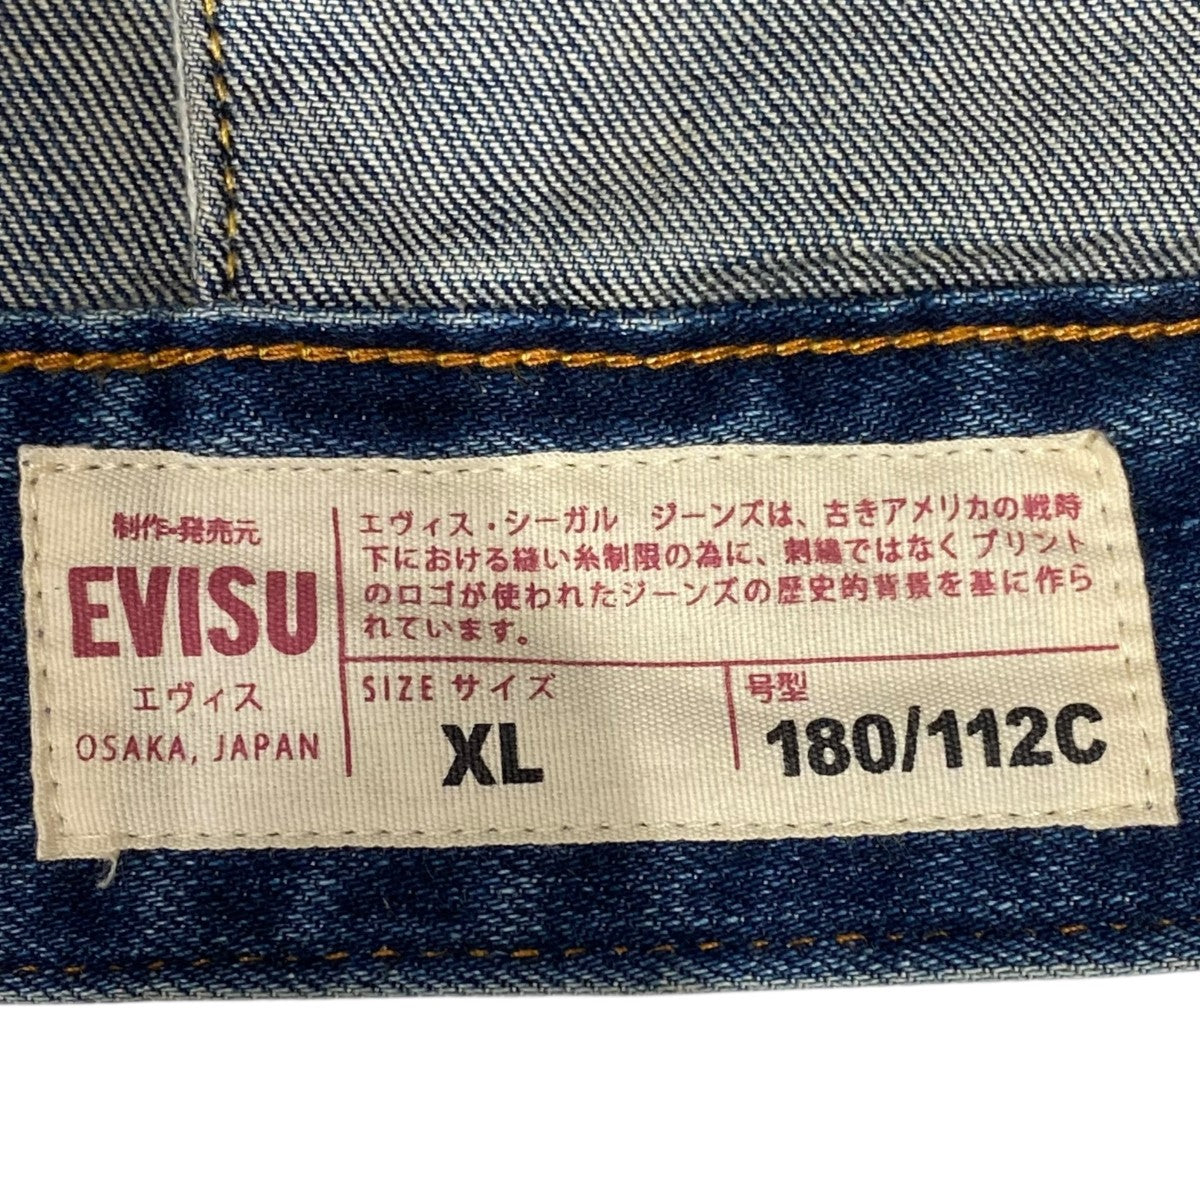 制作·発売元
EVISU
エヴィス
OSAKA, JAPAN
エヴィス・シーガル ジーンズは、古きアメリカの戦時
下における縫い糸制限の為に、刺繍ではなくプリント
のロゴが使われたジーンズの歴史的背景を基に作ら
れています。
SIZE サイズ
XL
号型
180/112C